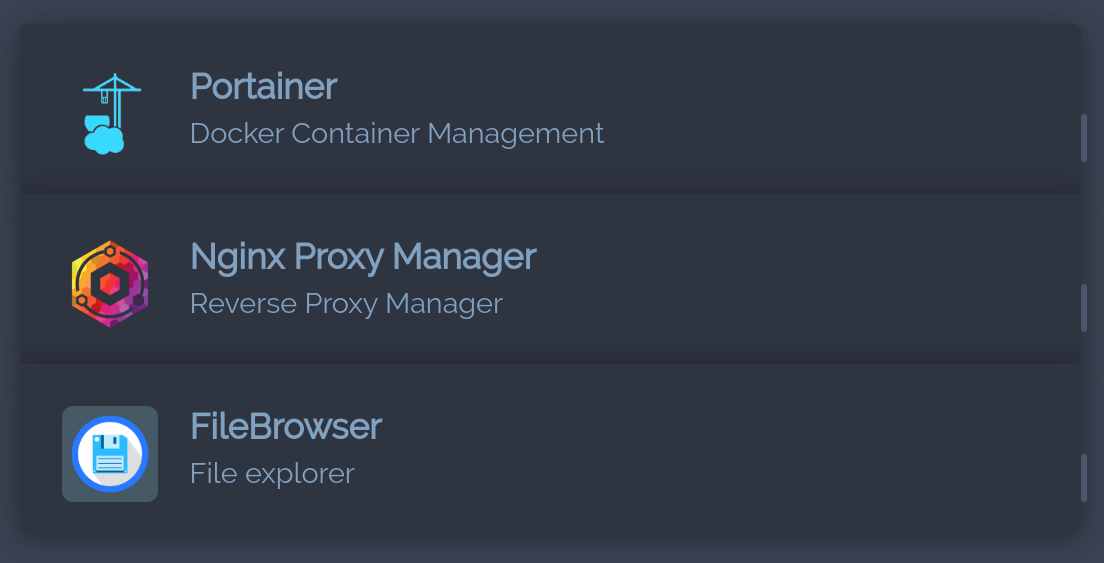 Portainer
Docker Container Management
Nginx Proxy Manager
Reverse Proxy Manager
FileBrowser
File explorer